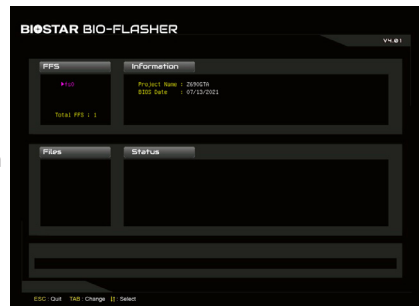 BIOSTAR BIO-FLASHER
V4.01
FPS
Information
Project Name : Z690GTA
BIOS Date : 07/13/2021
Total FPS : 1
Files
Status
ESC : Quit TAB : Change ↕ : Select